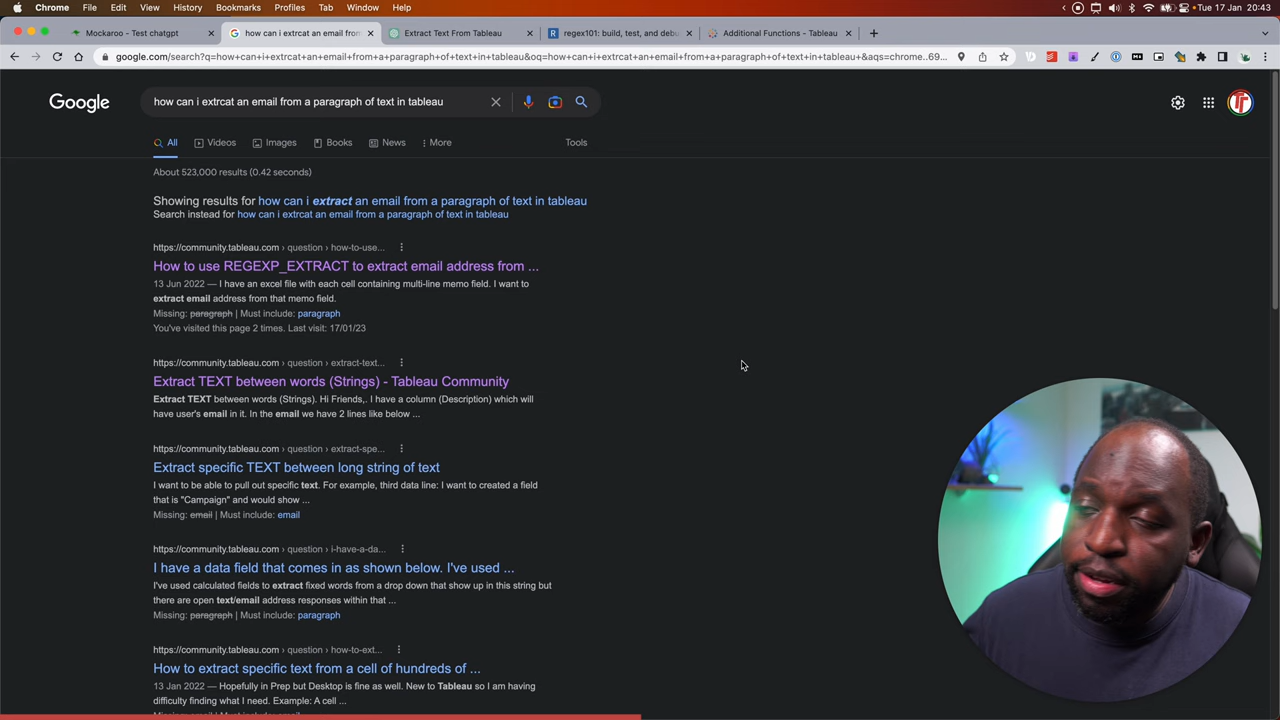 Chrome File Edit View History Bookmarks Profiles Tab Window Help
Tue 17 Jan 20:43
Mockaroo - Test chatgpt
how can i extrcat an email from
Extract Text From Tableau
regex101: build, test, and debu
Additional Functions - Tableau
google.com/search?q=how+can+i+extrcat+an+email+from+a+paragraph+of+text+in+tableau&oq=how+can+i+extrcat+an+email+from+a+paragraph+of+text+in+tableau+&aqs=chrome..69...
Google
how can i extrcat an email from a paragraph of text in tableau
All Videos Images Books News More Tools
About 523,000 results (0.42 seconds)
Showing results for how can i extract an email from a paragraph of text in tableau
Search instead for how can i extrcat an email from a paragraph of text in tableau
https://community.tableau.com › question › how-to-use...
How to use REGEXP_EXTRACT to extract email address from ...
13 Jun 2022 — I have an excel file with each cell containing multi-line memo field. I want to
extract email address from that memo field.
Missing: paragraph | Must include: paragraph
You've visited this page 2 times. Last visit: 17/01/23
https://community.tableau.com › question › extract-text...
Extract TEXT between words (Strings) - Tableau Community
Extract TEXT between words (Strings). Hi Friends,. I have a column (Description) which will
have user's email in it. In the email we have 2 lines like below ...
https://community.tableau.com › question › extract-spe...
Extract specific TEXT between long string of text
I want to be able to pull out specific text. For example, third data line: I want to created a field
that is "Campaign" and would show ...
Missing: email | Must include: email
https://community.tableau.com › question › i-have-a-da...
I have a data field that comes in as shown below. I've used ...
I've used calculated fields to extract fixed words from a drop down that show up in this string but
there are open text/email address responses within that ...
Missing: paragraph | Must include: paragraph
https://community.tableau.com › question › how-to-ext...
How to extract specific text from a cell of hundreds of ...
13 Jan 2022 — Hopefully in Prep but Desktop is fine as well. New to Tableau so I am having
difficulty finding what I need. Example: A cell ...